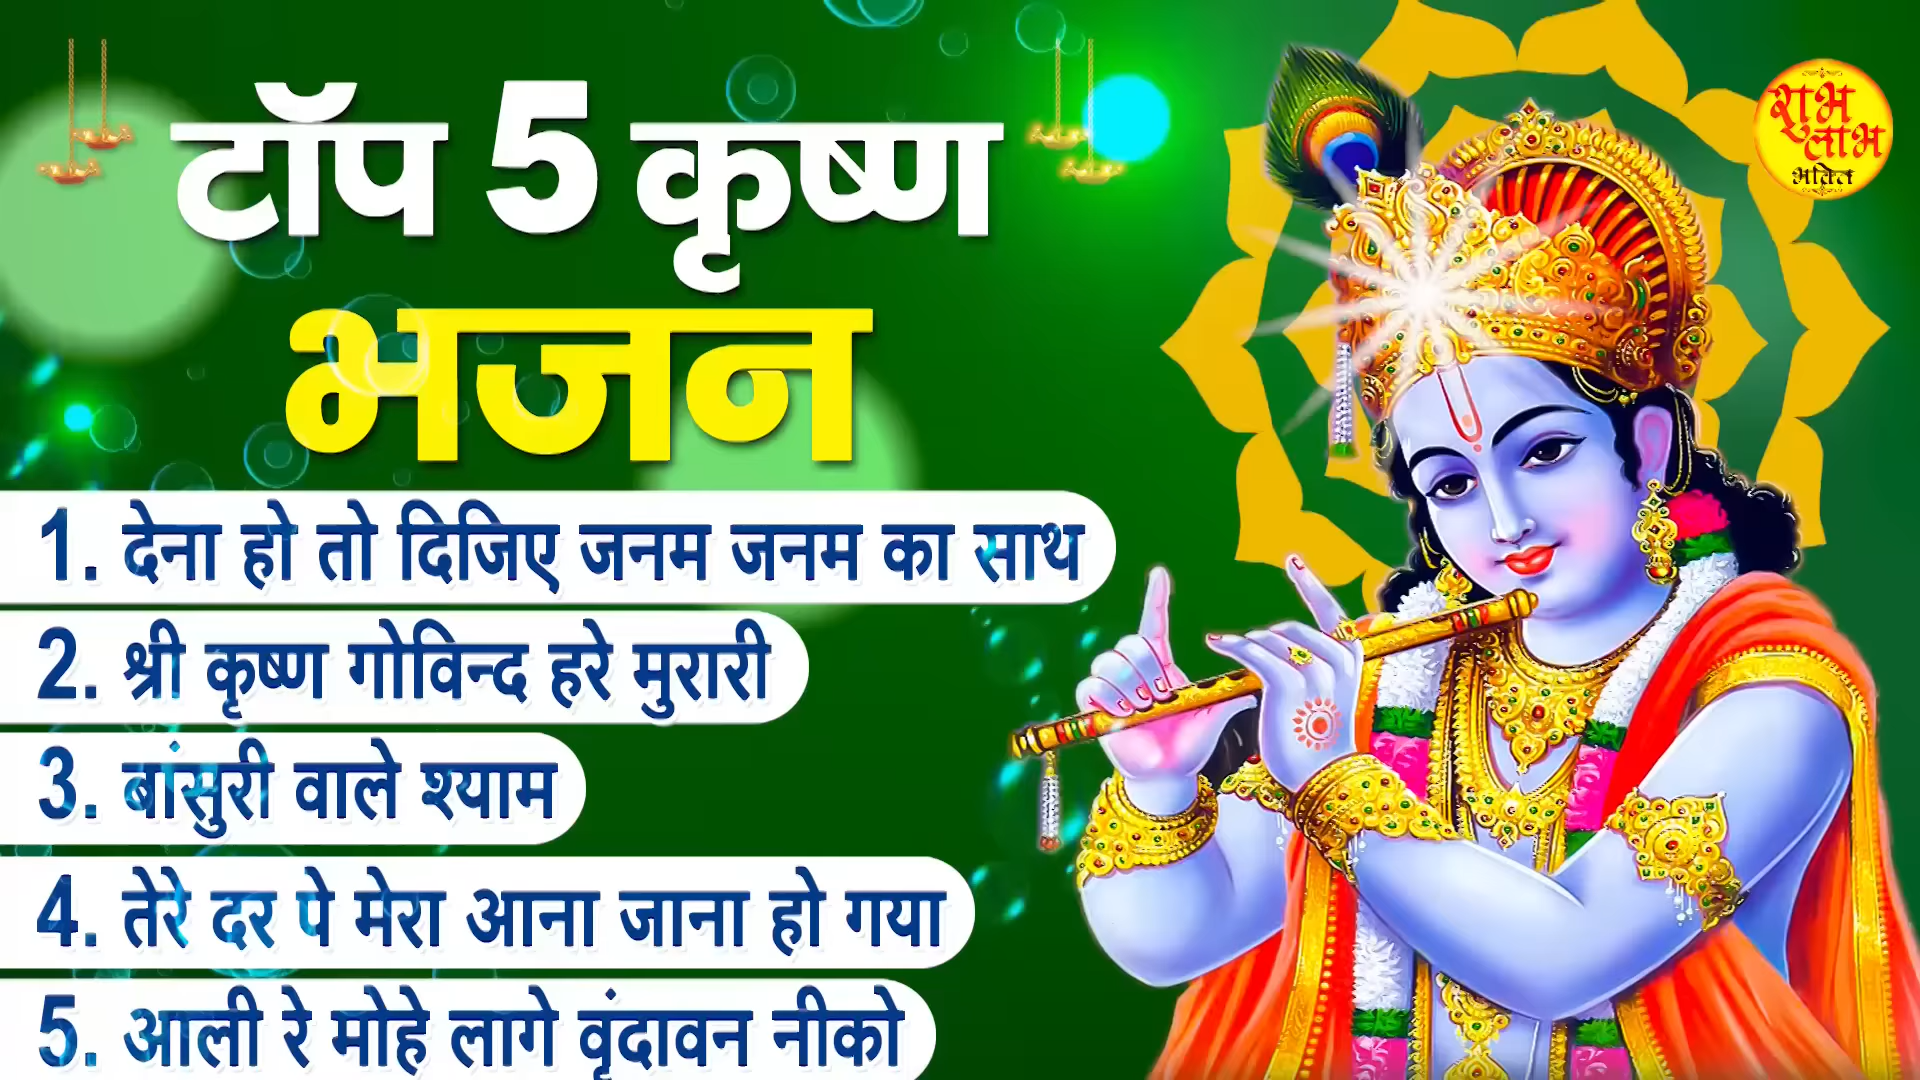 टॉप 5 कृष्ण
भजन
शुभ
लाभ
भक्ति
1. देना हो तो दिजिए जनम जनम का साथ
2. श्री कृष्ण गोविन्द हरे मुरारी
3. बांसुरी वाले श्याम
4. तेरे दर पे मेरा आना जाना हो गया
5. आली रे मोहे लागे वृंदावन नीको